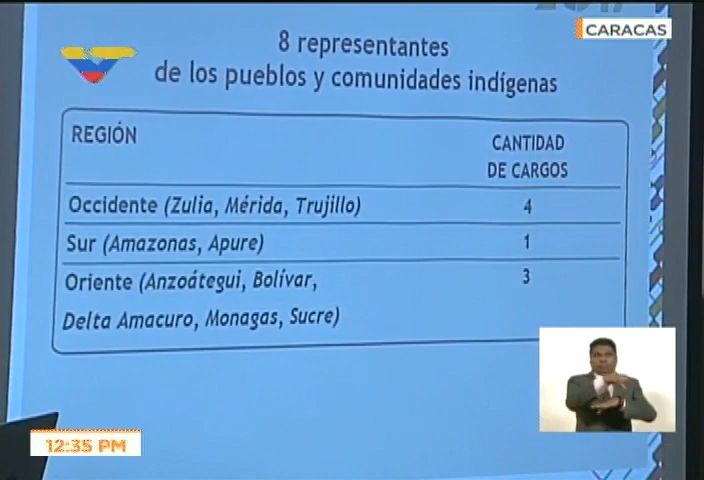 CARACAS
8 representantes
de los pueblos y comunidades indígenas
REGIÓN
CANTIDAD
DE CARGOS
Occidente (Zulia, Mérida, Trujillo) 4
Sur (Amazonas, Apure) 1
Oriente (Anzoátegui, Bolívar, 3
Delta Amacuro, Monagas, Sucre)
12:35 PM